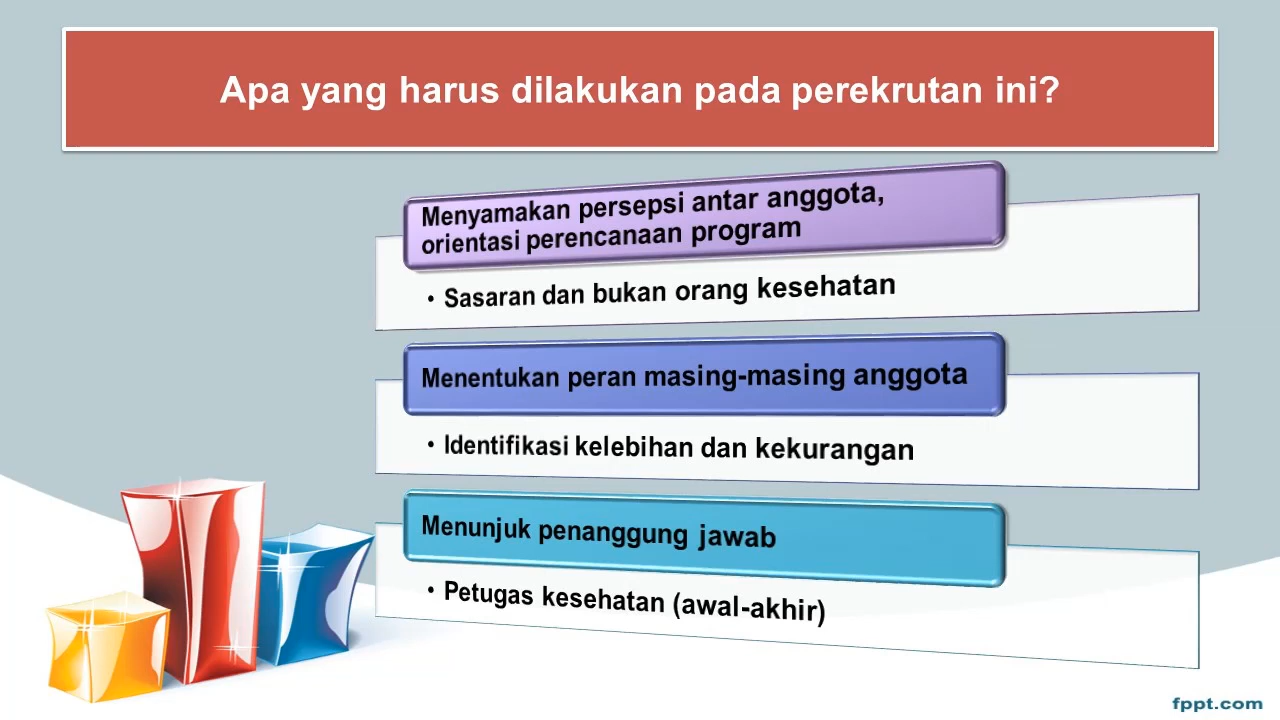 Apa yang harus dilakukan pada perekrutan ini?
Menyamakan persepsi antar anggota,
orientasi perencanaan program
• Sasaran dan bukan orang kesehatan
Menentukan peran masing-masing anggota
• Identifikasi kelebihan dan kekurangan
Menunjuk penanggung jawab
• Petugas kesehatan (awal-akhir)
fppt.com